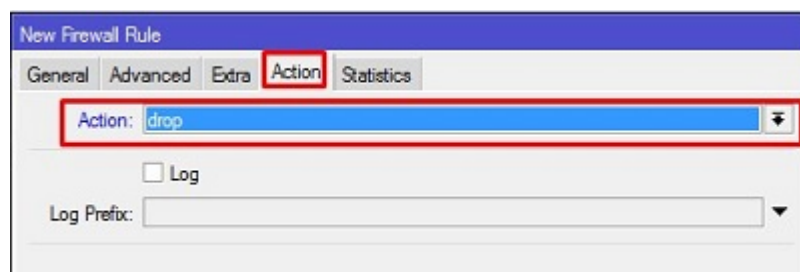 New Firewall Rule
General Advanced Extra Action Statistics
Action: drop
Log
Log Prefix: